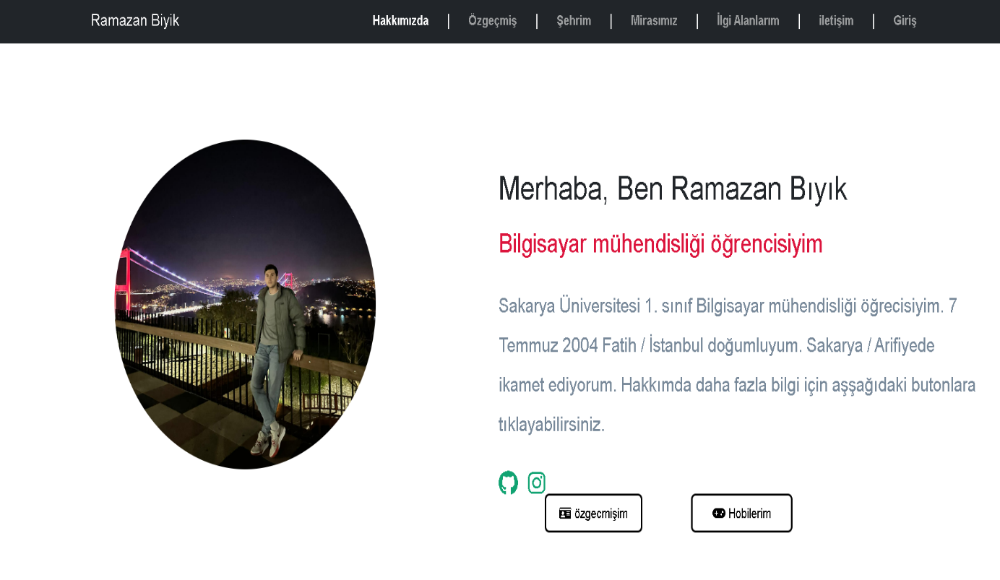 Ramazan Biyik
Hakkımızda | Özgeçmiş | Şehrim | Mirasımız | İlgi Alanlarım | iletişim | Giriş
Merhaba, Ben Ramazan Bıyık
Bilgisayar mühendisliği öğrencisiyim
Sakarya Üniversitesi 1. sınıf Bilgisayar mühendisliği öğrecisiyim. 7
Temmuz 2004 Fatih / İstanbul doğumluyum. Sakarya / Arifiyede
ikamet ediyorum. Hakkımda daha fazla bilgi için aşşağıdaki butonlara
tıklayabilirsiniz.
özgecmişim
Hobilerim